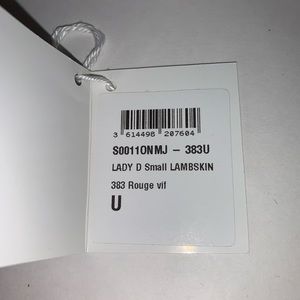 3 614498 207604
S0011ONMJ – 383U
LADY D Small LAMBSKIN
383 Rouge vif
U